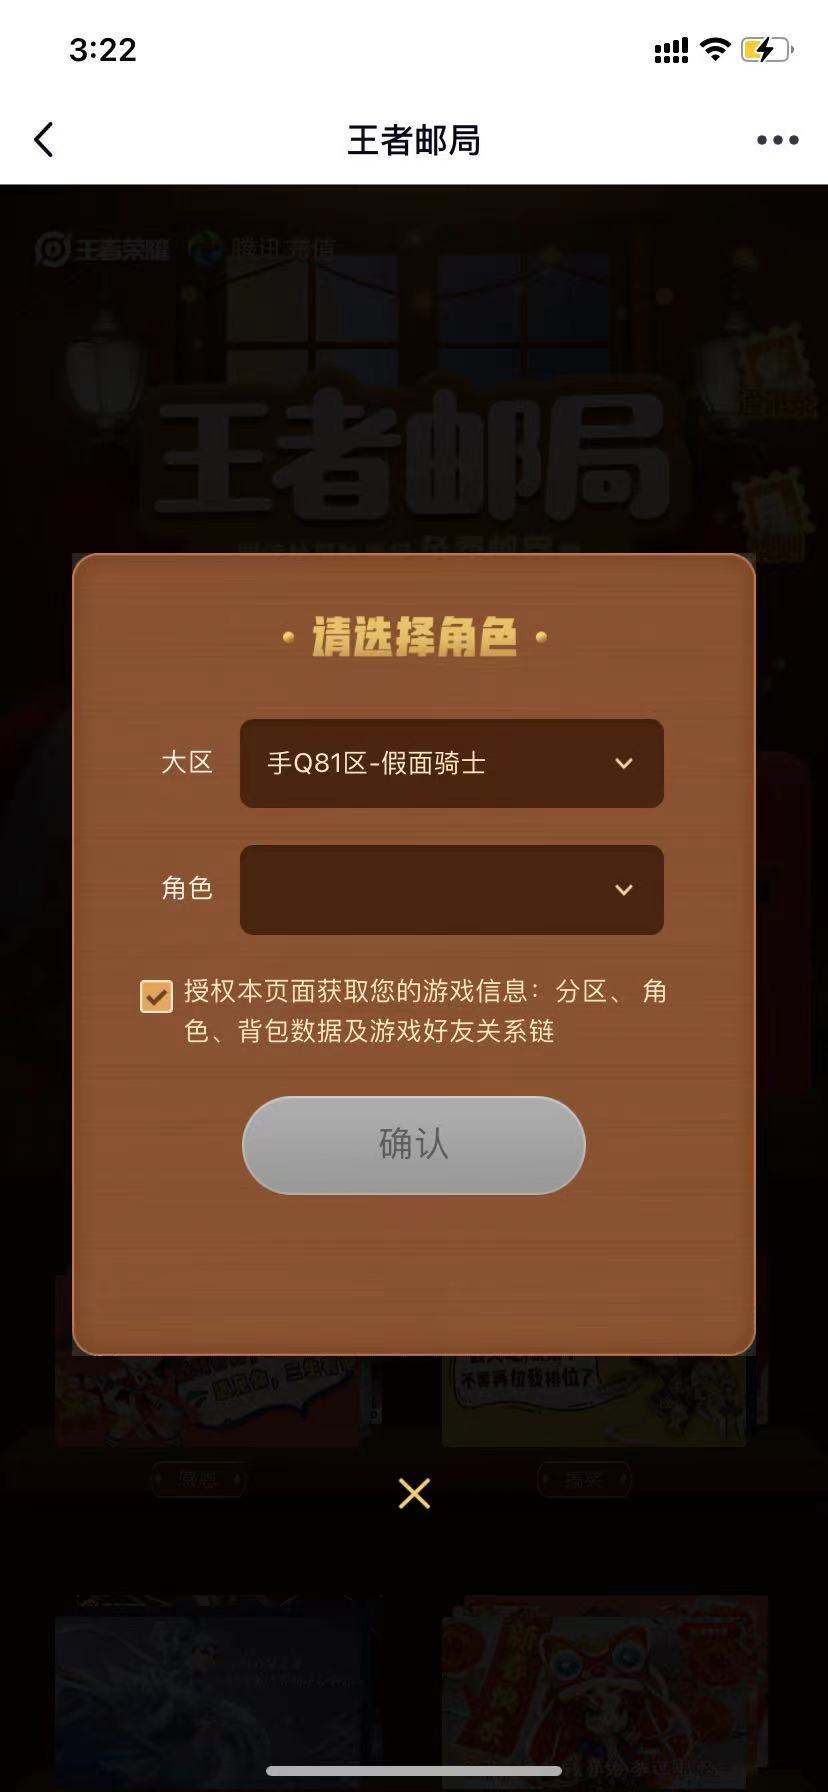 3:22
王者邮局
王者荣耀 腾讯充值
王者邮局
· 请选择角色 ·
大区 手Q81区-假面骑士
角色
授权本页面获取您的游戏信息：分区、 角
色、背包数据及游戏好友关系链
确认
不要再拉我排位了
感恩 搞笑